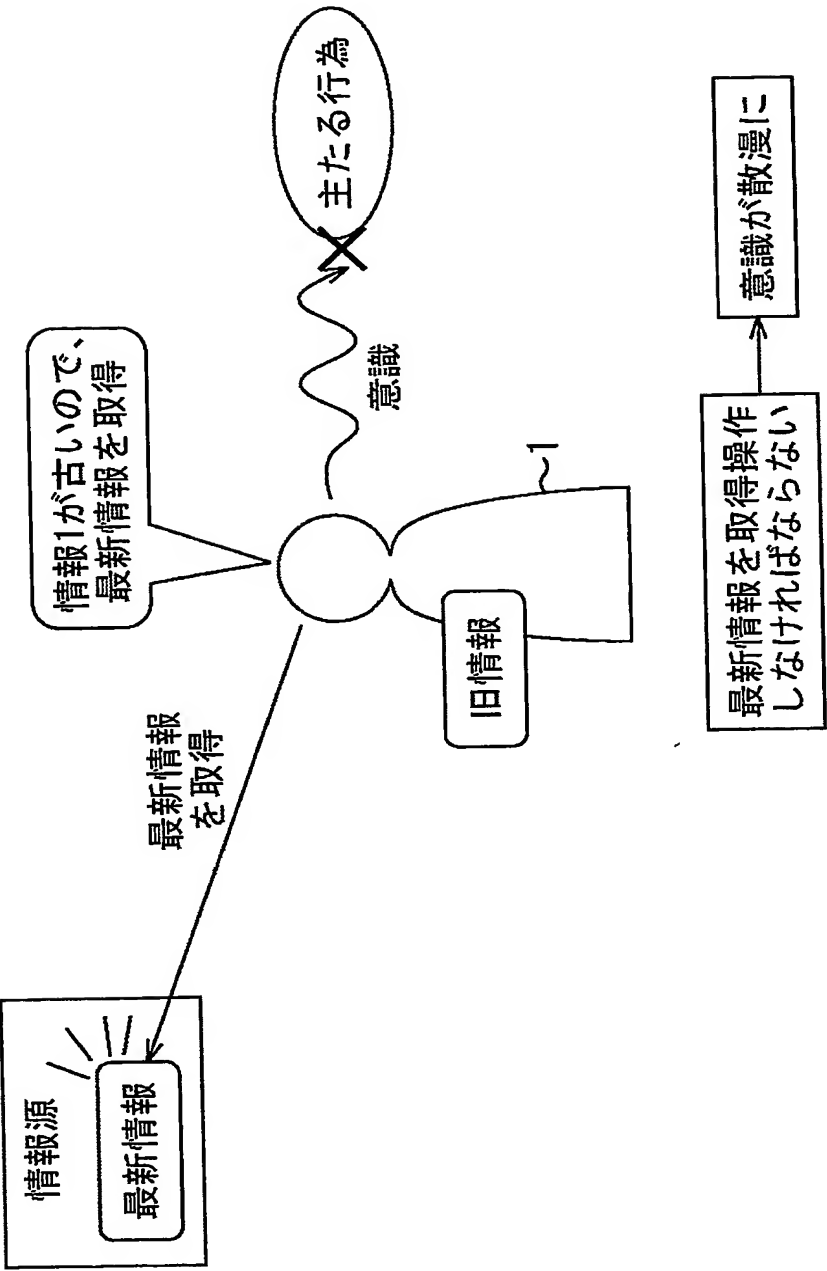 情報源
最新情報
最新情報
を取得
情報1が古いので、
最新情報を取得
旧情報
1
意識
主たる行為
最新情報を取得操作
しなければならない
意識が散漫に